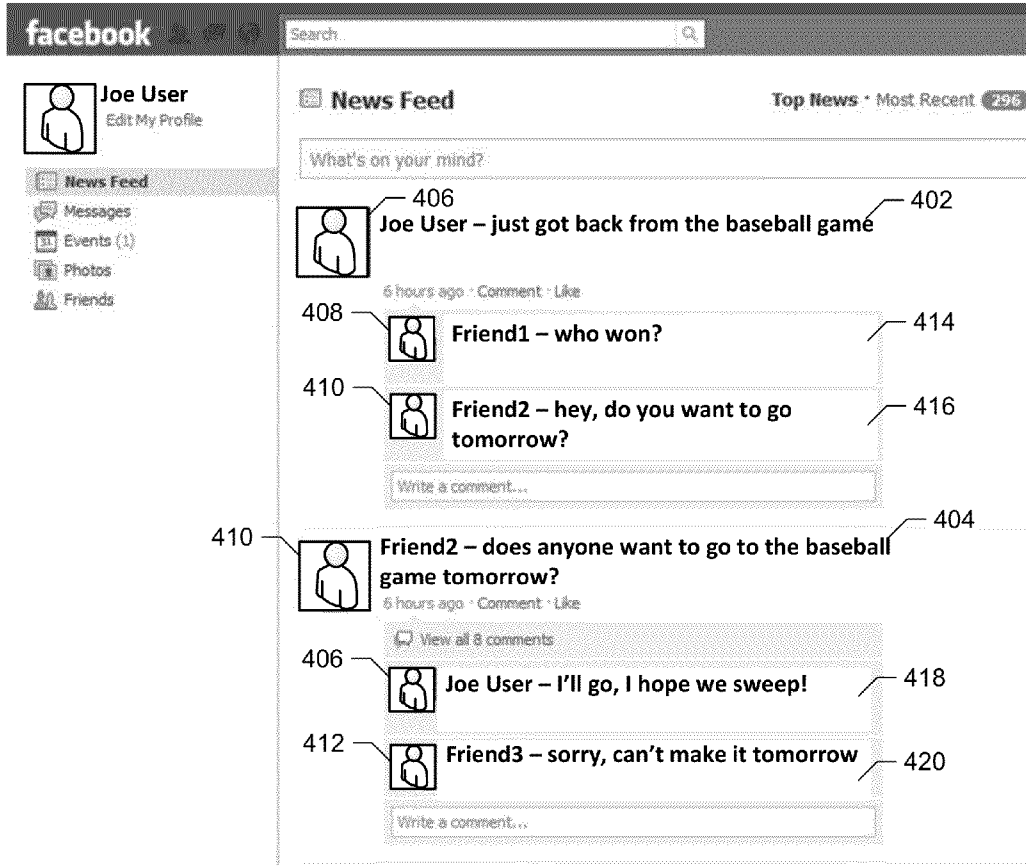 facebook
Search
Joe User
Edit My Profile
News Feed
Messages
31 Events (1)
Photos
Friends
News Feed
Top News · Most Recent 296
What's on your mind?
406
402
Joe User – just got back from the baseball game
6 hours ago · Comment · Like
408
Friend1 – who won?
414
410
Friend2 – hey, do you want to go
tomorrow?
416
Write a comment...
404
410
Friend2 – does anyone want to go to the baseball
game tomorrow?
6 hours ago · Comment · Like
View all 8 comments
406
Joe User – I'll go, I hope we sweep!
418
412
Friend3 – sorry, can't make it tomorrow
420
Write a comment...